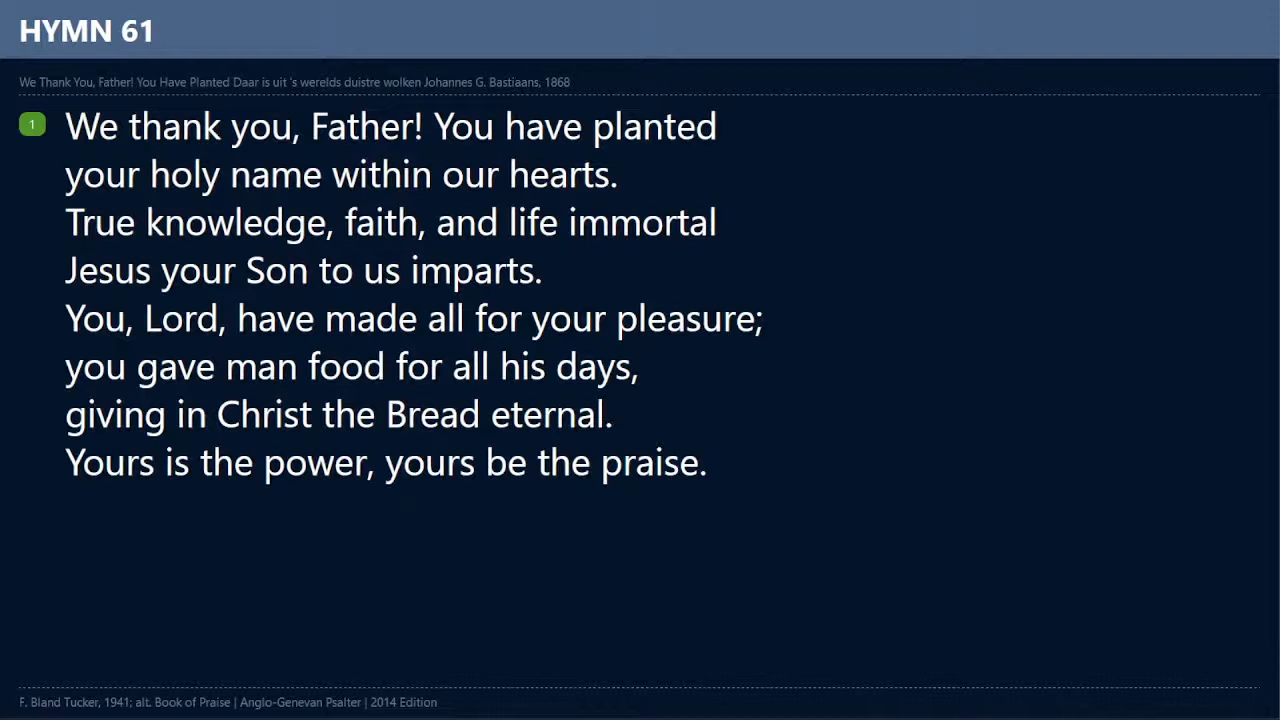 HYMN 61
We Thank You, Father! You Have Planted Daar is uit 's werelds duistre wolken Johannes G. Bastiaans, 1868
1 We thank you, Father! You have planted
your holy name within our hearts.
True knowledge, faith, and life immortal
Jesus your Son to us imparts.
You, Lord, have made all for your pleasure;
you gave man food for all his days,
giving in Christ the Bread eternal.
Yours is the power, yours be the praise.
F. Bland Tucker, 1941; alt. Book of Praise | Anglo-Genevan Psalter | 2014 Edition